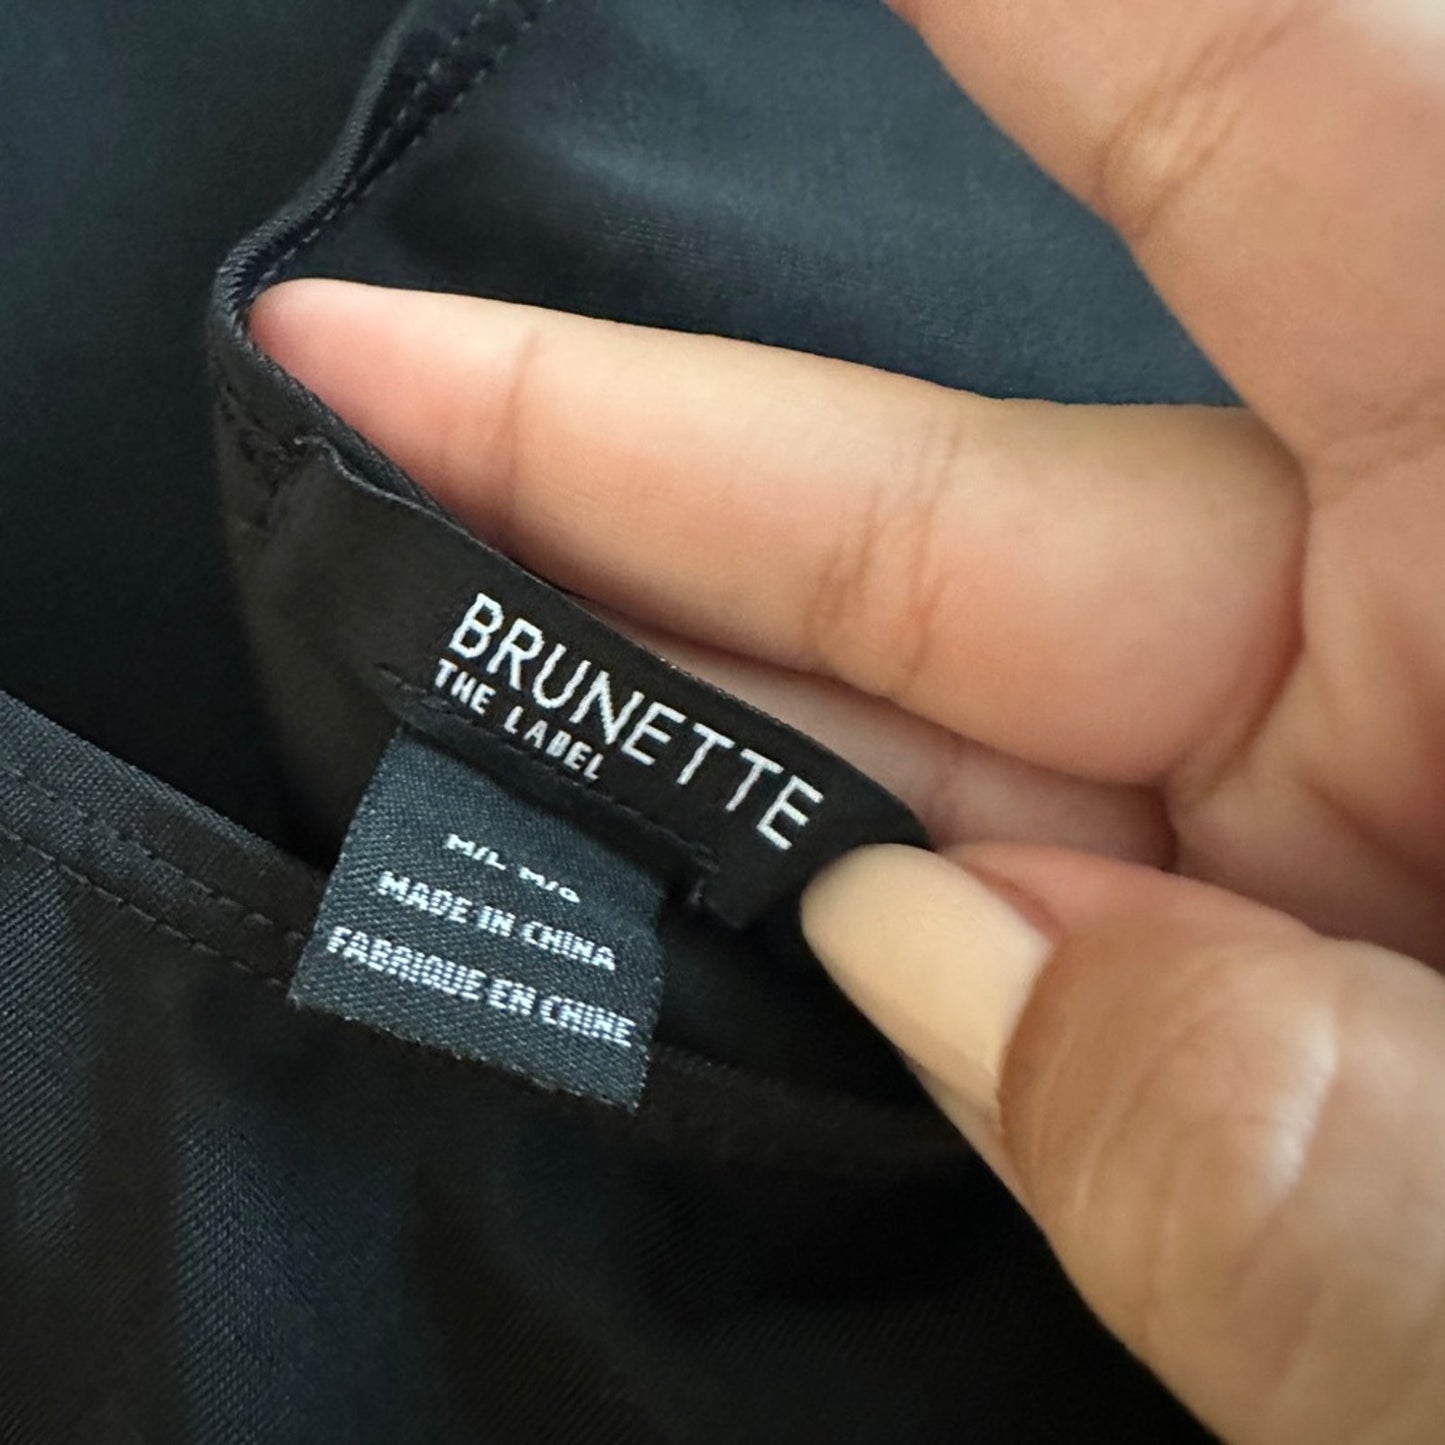 BRUNETTE
THE LABEL
M/L M/G
MADE IN CHINA
FABRIQUE EN CHINE